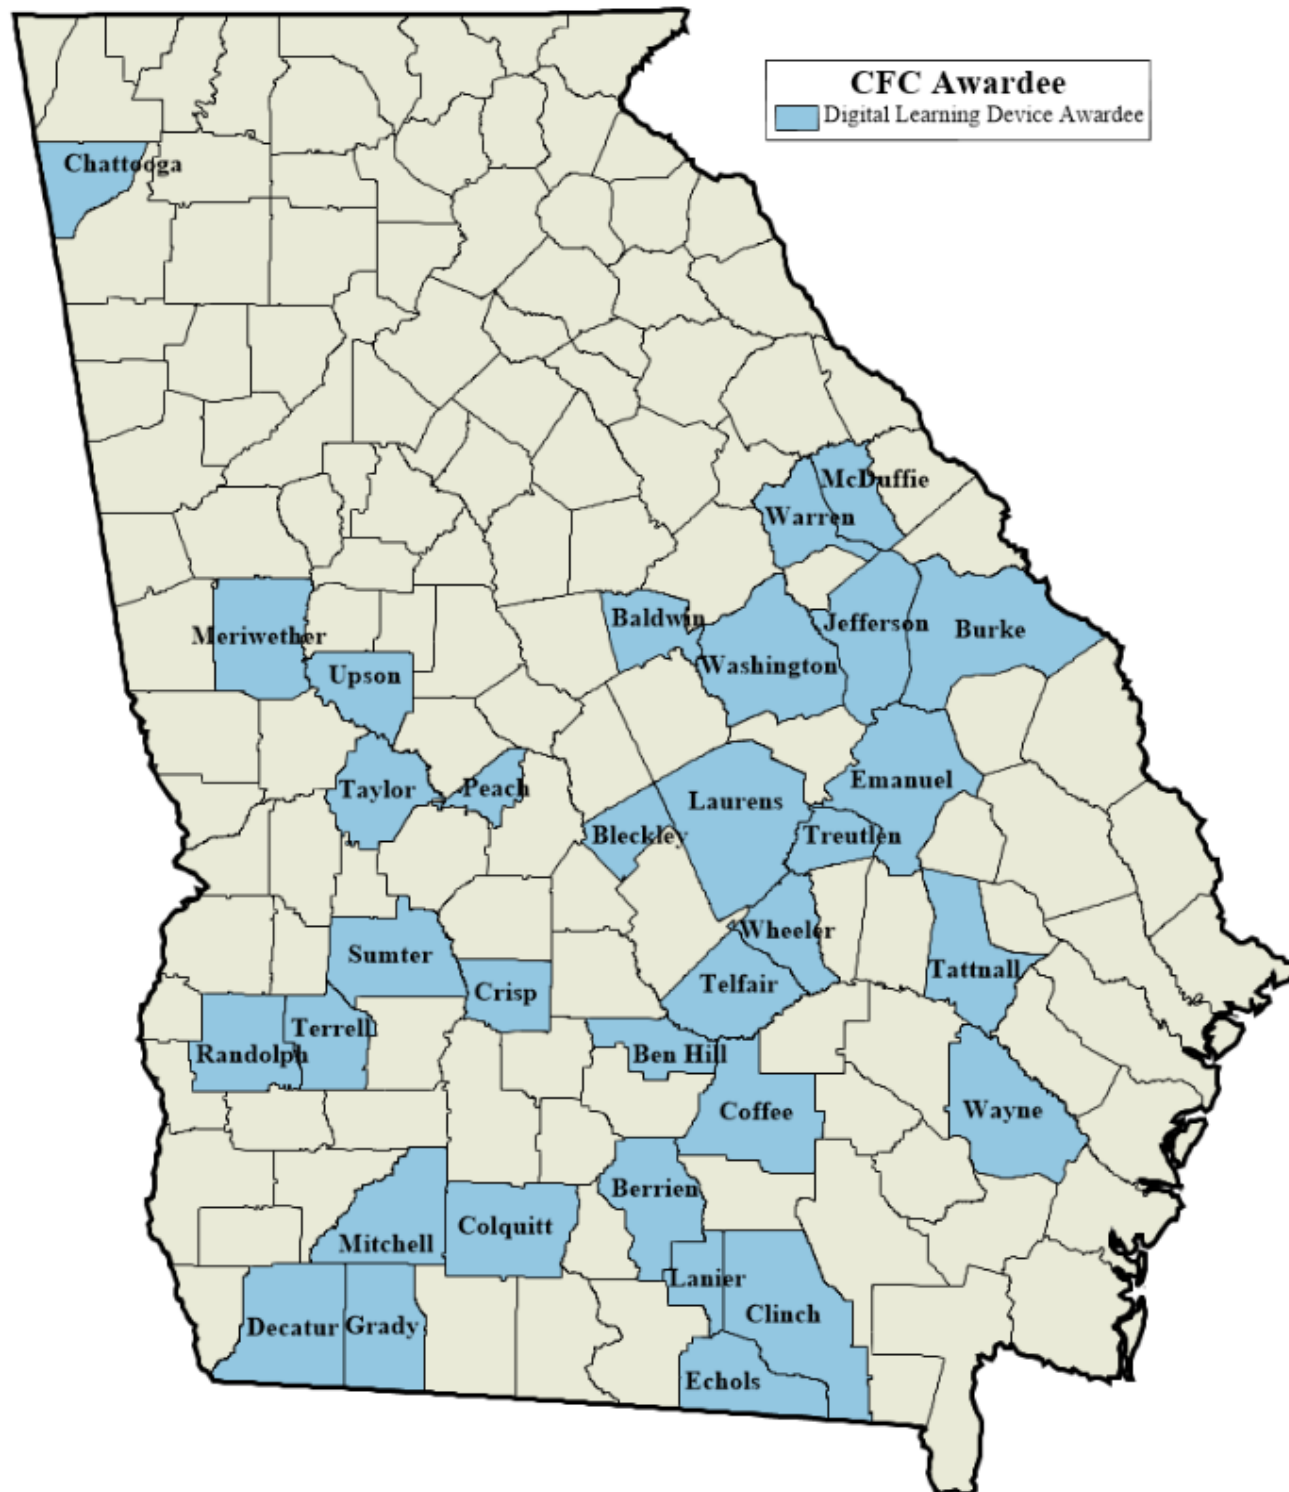 CFC Awardee
Digital Learning Device Awardee
Chattooga
McDuffie
Warren
Baldwin
Jefferson
Burke
Meriwether
Washington
Upson
Emanuel
Taylor
Peach
Laurens
Bleckley
Treutlen
Wheeler
Sumter
Tattnall
Telfair
Crisp
Terrell
Randolph
Ben Hill
Coffee
Wayne
Berrien
Colquitt
Mitchell
Lanier
Clinch
Decatur
Grady
Echols